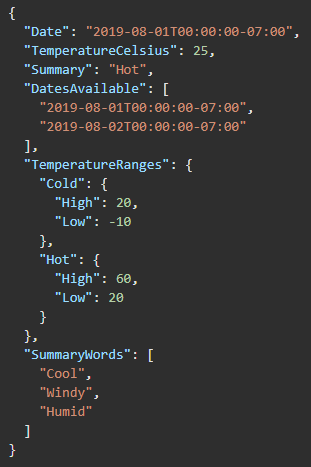 {
  "Date": "2019-08-01T00:00:00-07:00",
  "TemperatureCelsius": 25,
  "Summary": "Hot",
  "DatesAvailable": [
    "2019-08-01T00:00:00-07:00",
    "2019-08-02T00:00:00-07:00"
  ],
  "TemperatureRanges": {
    "Cold": {
      "High": 20,
      "Low": -10
    },
    "Hot": {
      "High": 60,
      "Low": 20
    }
  },
  "SummaryWords": [
    "Cool",
    "Windy",
    "Humid"
  ]
}